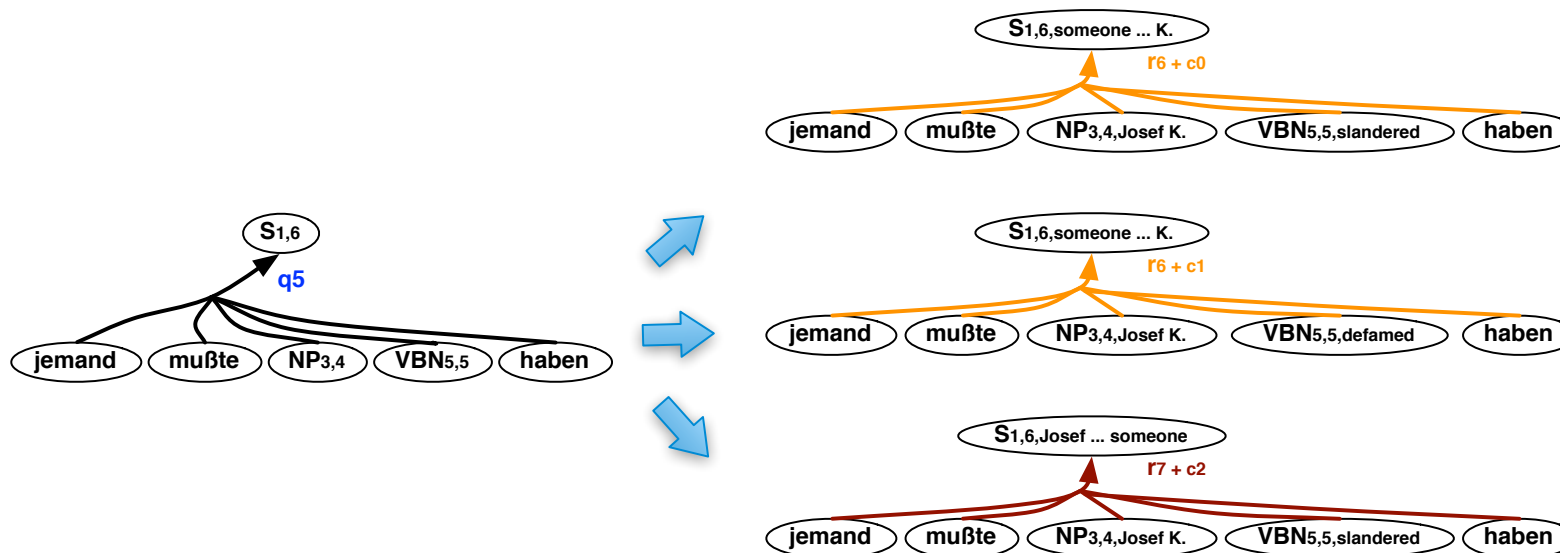 S1,6
q5
jemand mußte NP3,4 VBN5,5 haben
S1,6,someone ... K.
r6 + c0
jemand mußte NP3,4,Josef K. VBN5,5,slandered haben
S1,6,someone ... K.
r6 + c1
jemand mußte NP3,4,Josef K. VBN5,5,defamed haben
S1,6,Josef ... someone
r7 + c2
jemand mußte NP3,4,Josef K. VBN5,5,slandered haben